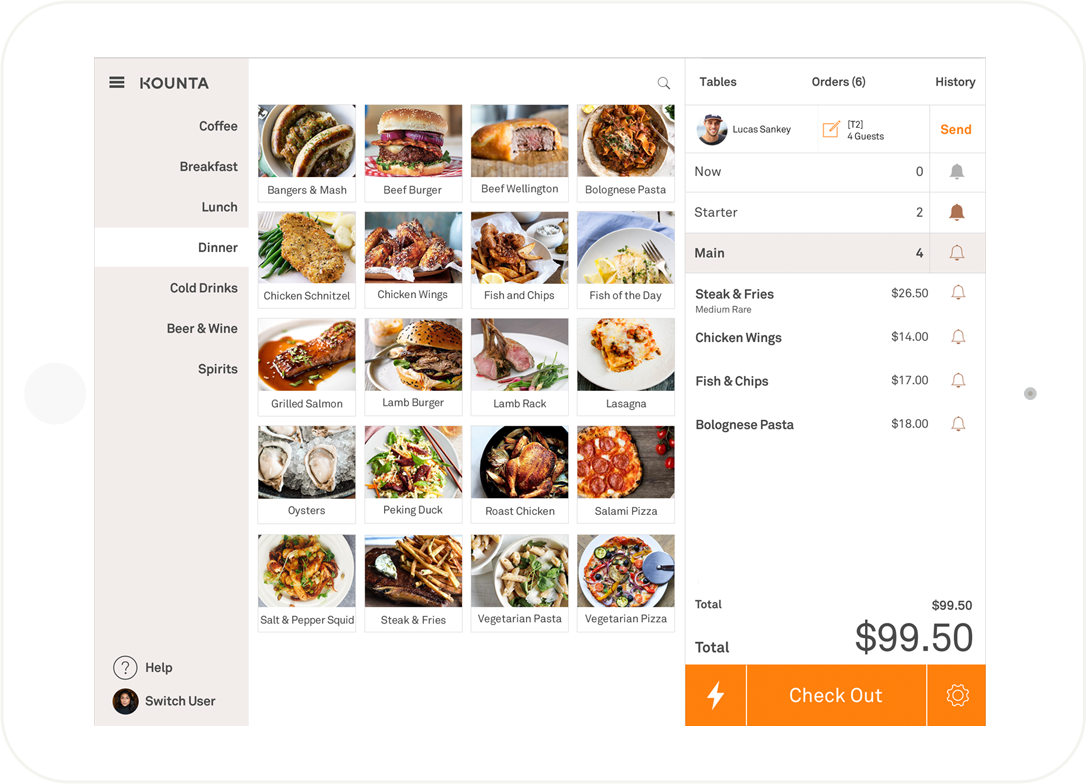 KOUNTA
Coffee
Breakfast
Lunch
Dinner
Cold Drinks
Beer & Wine
Spirits
? Help
Switch User
Bangers & Mash
Beef Burger
Beef Wellington
Bolognese Pasta
Chicken Schnitzel
Chicken Wings
Fish and Chips
Fish of the Day
Grilled Salmon
Lamb Burger
Lamb Rack
Lasagna
Oysters
Peking Duck
Roast Chicken
Salami Pizza
Salt & Pepper Squid
Steak & Fries
Vegetarian Pasta
Vegetarian Pizza
Tables Orders (6) History
Lucas Sankey
[T2]
4 Guests
Send
Now 0
Starter 2
Main 4
Steak & Fries $26.50
Medium Rare
Chicken Wings $14.00
Fish & Chips $17.00
Bolognese Pasta $18.00
Total $99.50
Total $99.50
Check Out